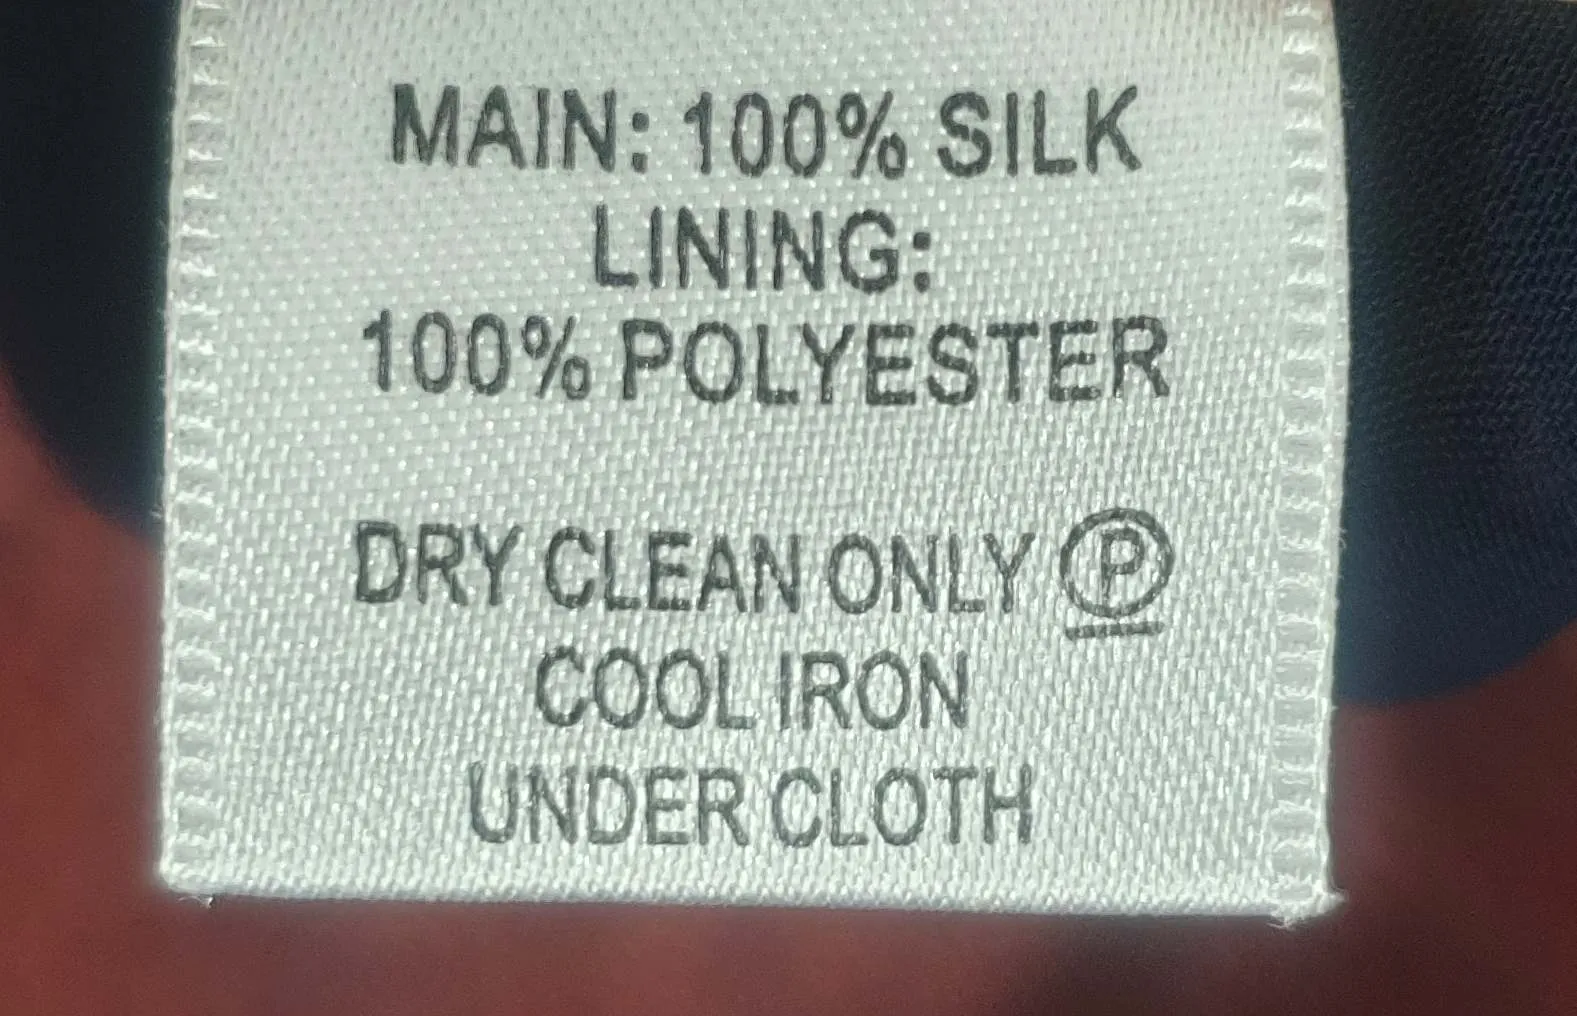 MAIN: 100% SILK
LINING:
100% POLYESTER
DRY CLEAN ONLY Ⓟ
COOL IRON
UNDER CLOTH